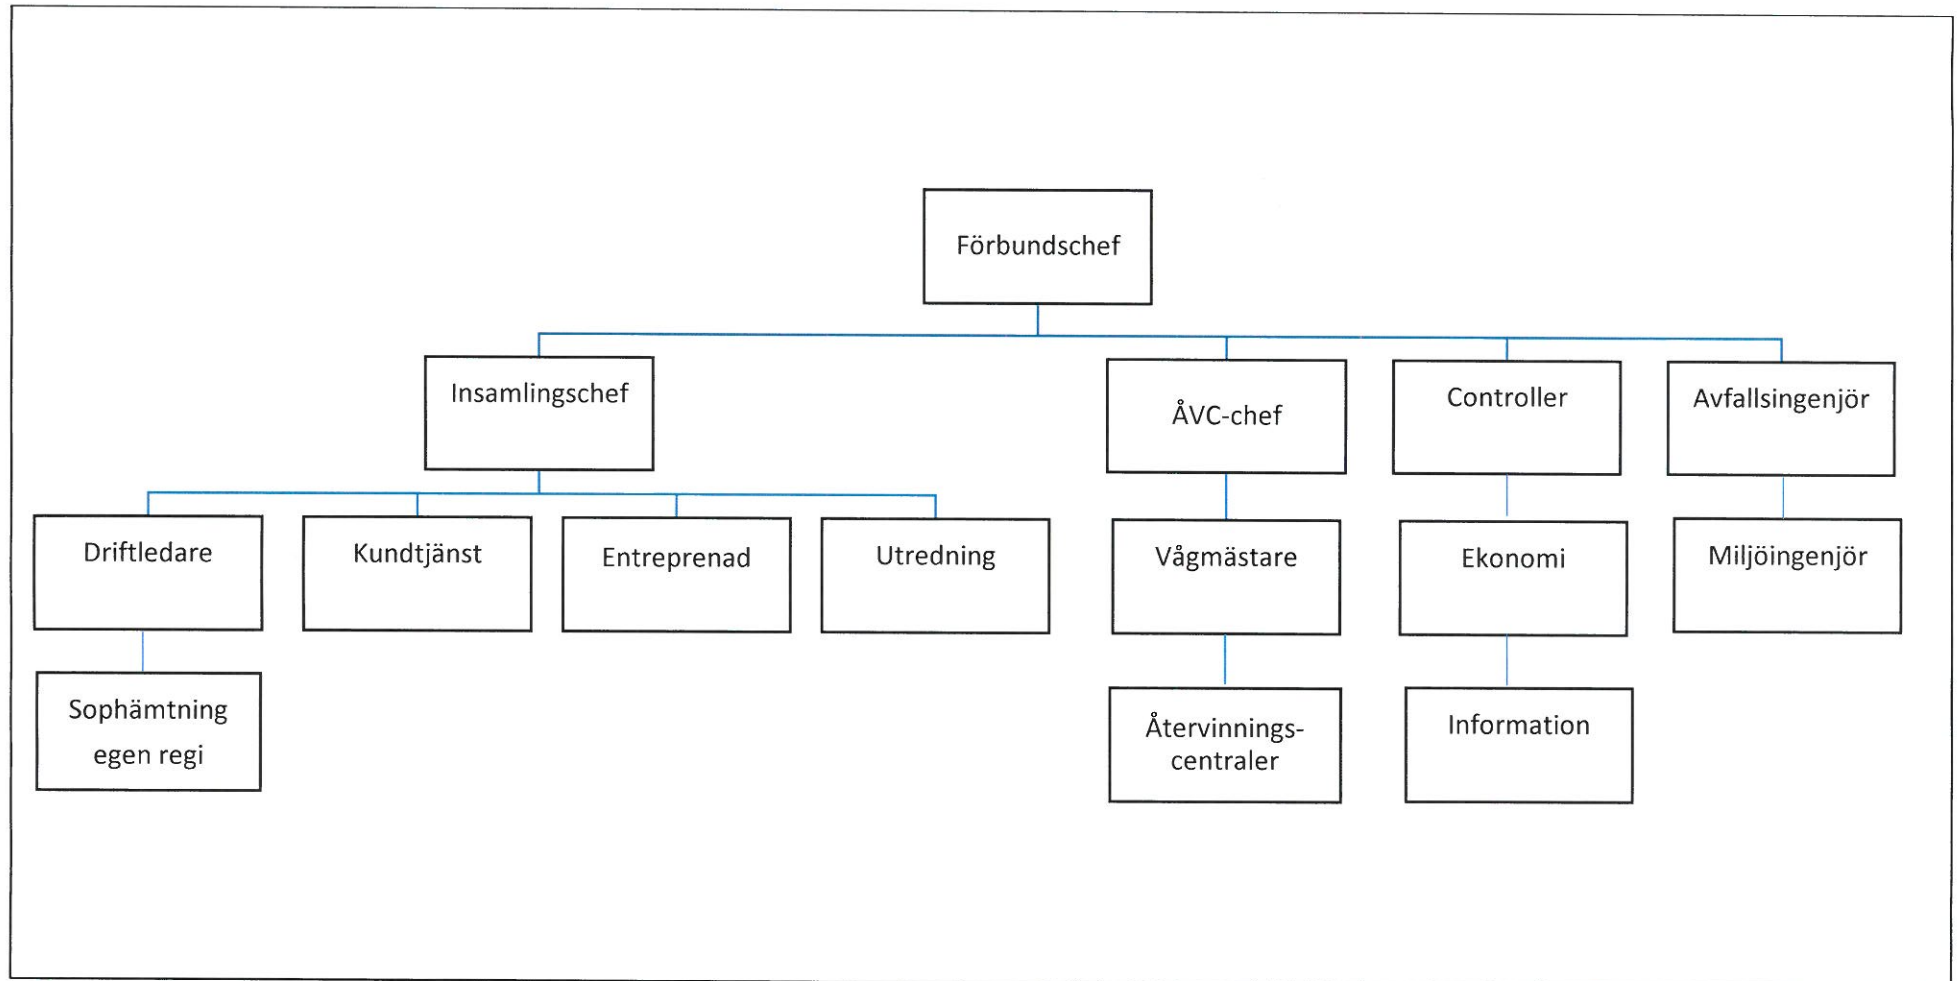 Förbundschef
Insamlingschef
ÅVC-chef
Controller
Avfallsingenjör
Driftledare
Kundtjänst
Entreprenad
Utredning
Vågmästare
Ekonomi
Miljöingenjör
Sophämtning
egen regi
Återvinnings-
centraler
Information